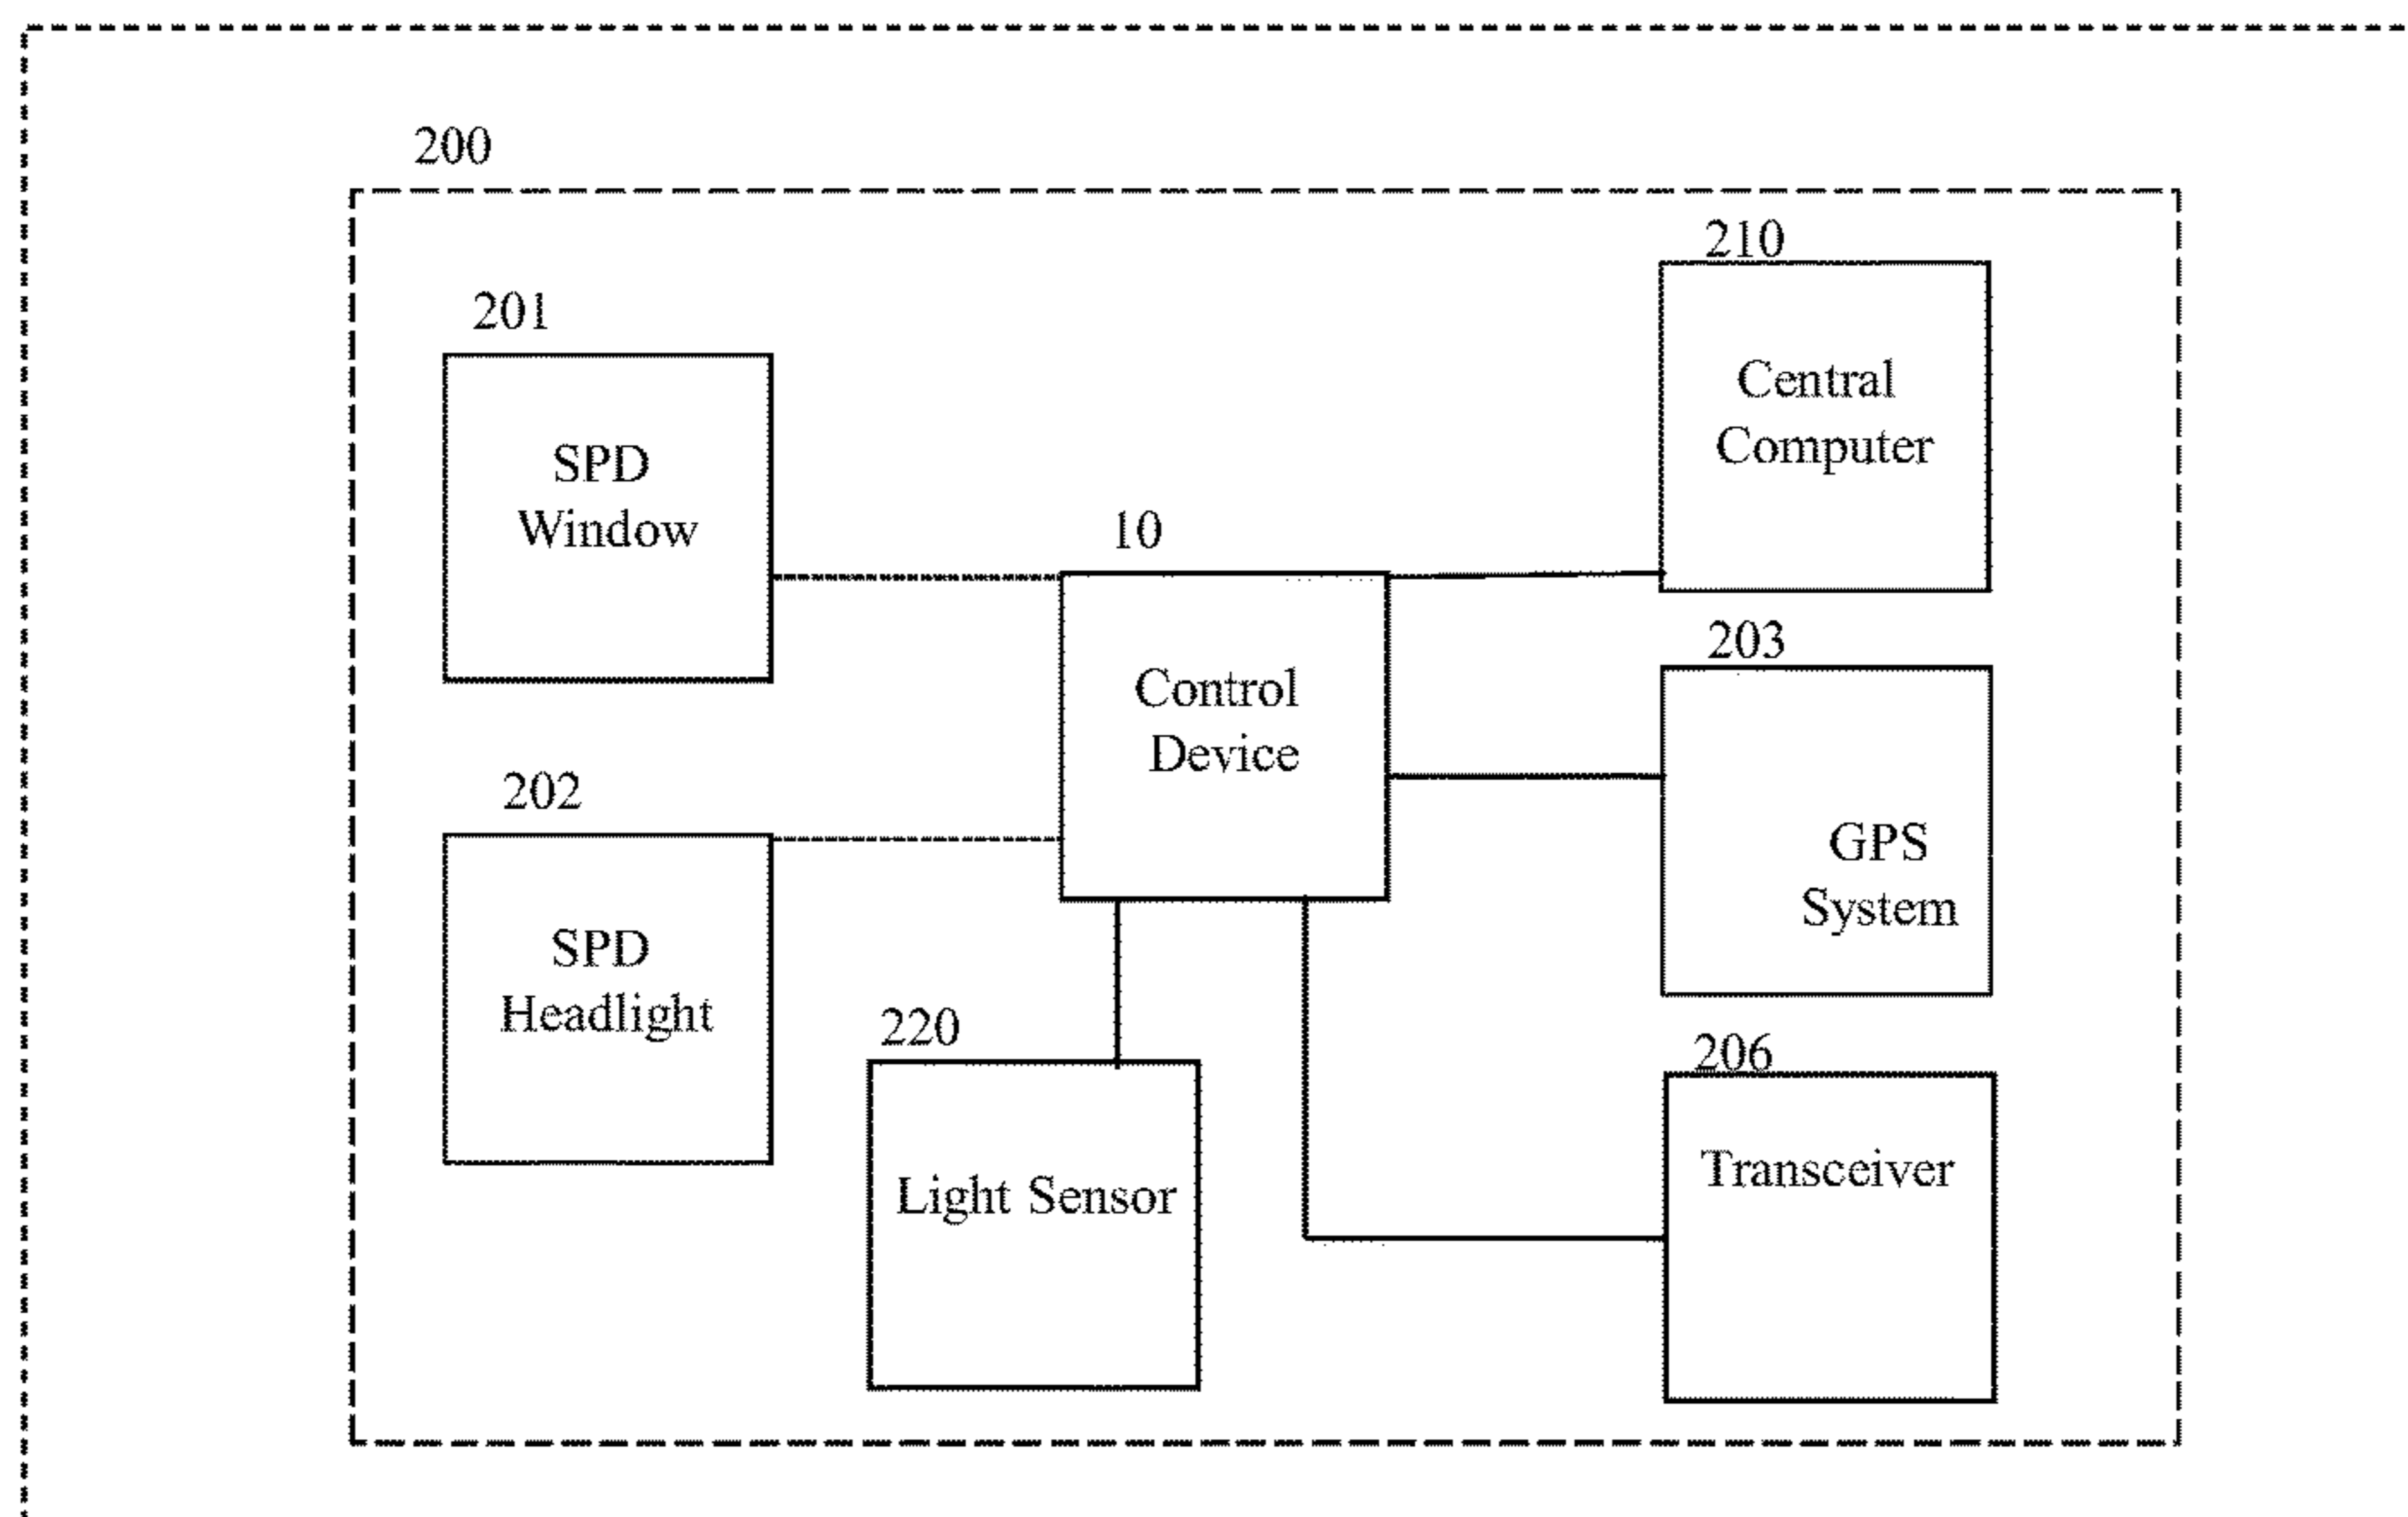 200
201
SPD
Window
202
SPD
Headlight
10
Control
Device
220
Light Sensor
210
Central
Computer
203
GPS
System
206
Transceiver